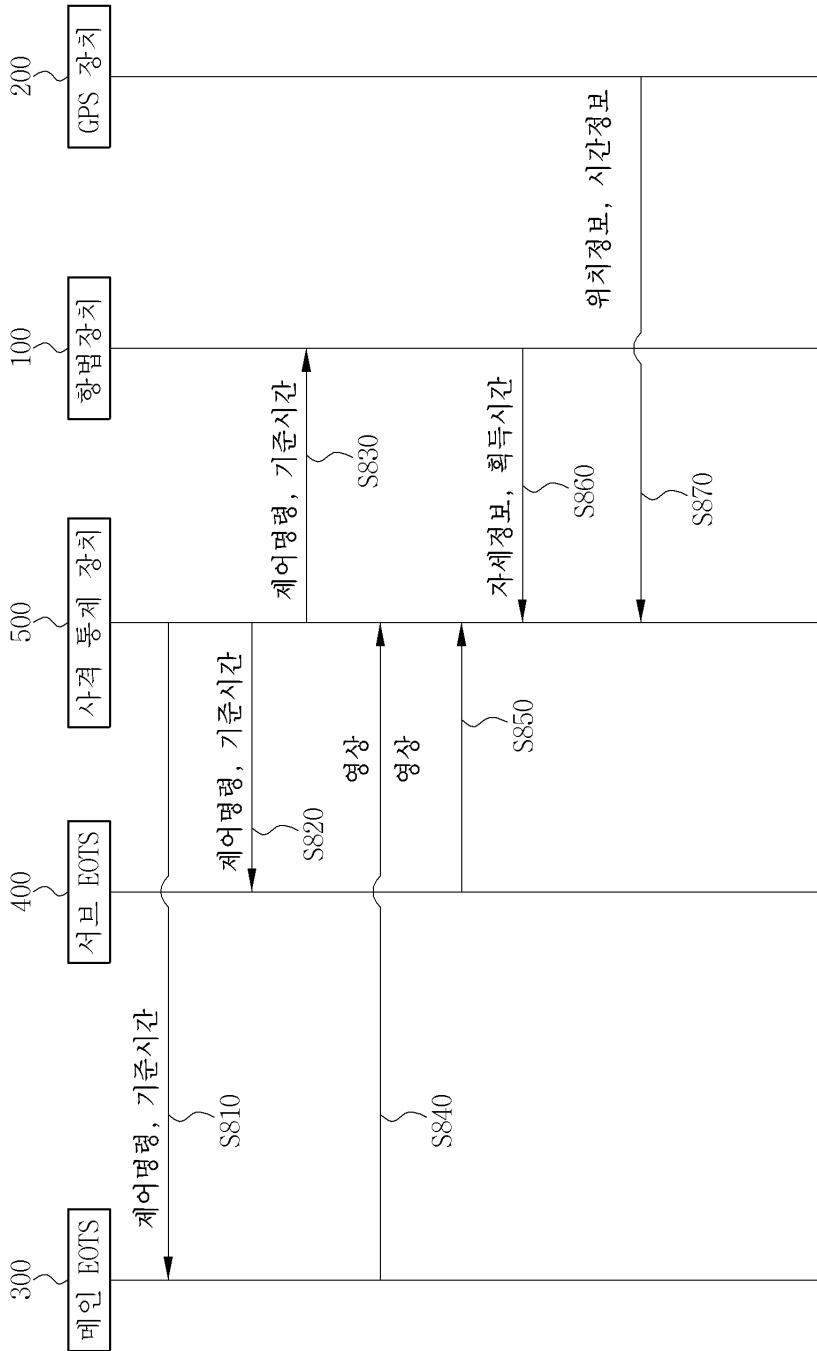 300
메인 EOTS
400
서브 EOTS
500
사격 통제 장치
100
항법장치
200
GPS 장치
제어명령, 기준시간
S810
제어명령, 기준시간
S820
제어명령, 기준시간
S830
영상
S840
영상
S850
자세정보, 획득시간
S860
위치정보, 시간정보
S870